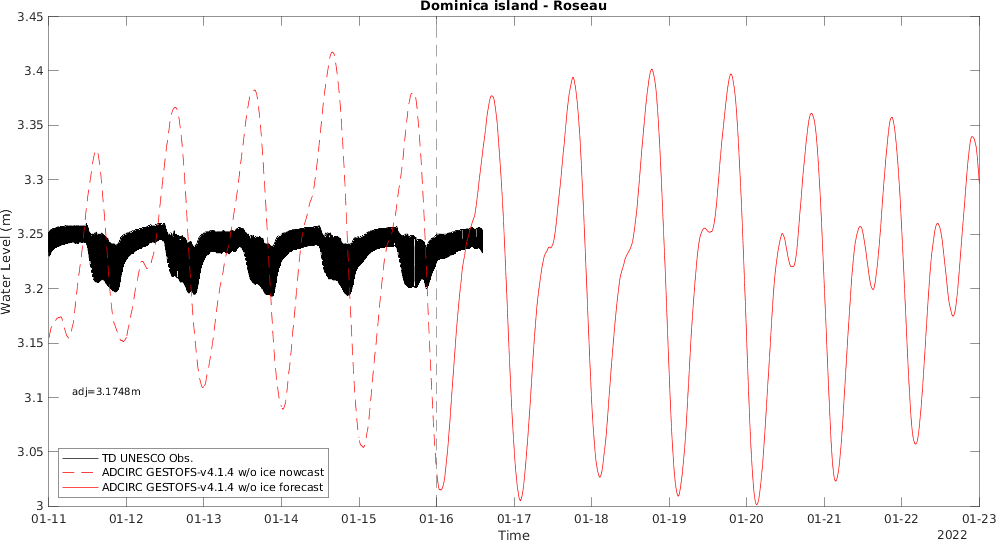 Dominica island - Roseau
3.45
3.4
3.35
3.3
3.25
3.2
3.15
3.1
3.05
3
Water Level (m)
adj=3.1748m
TD UNESCO Obs.
ADCIRC GESTOFS-v4.1.4 w/o ice nowcast
ADCIRC GESTOFS-v4.1.4 w/o ice forecast
01-11 01-12 01-13 01-14 01-15 01-16 01-17 01-18 01-19 01-20 01-21 01-22 01-23
Time
2022